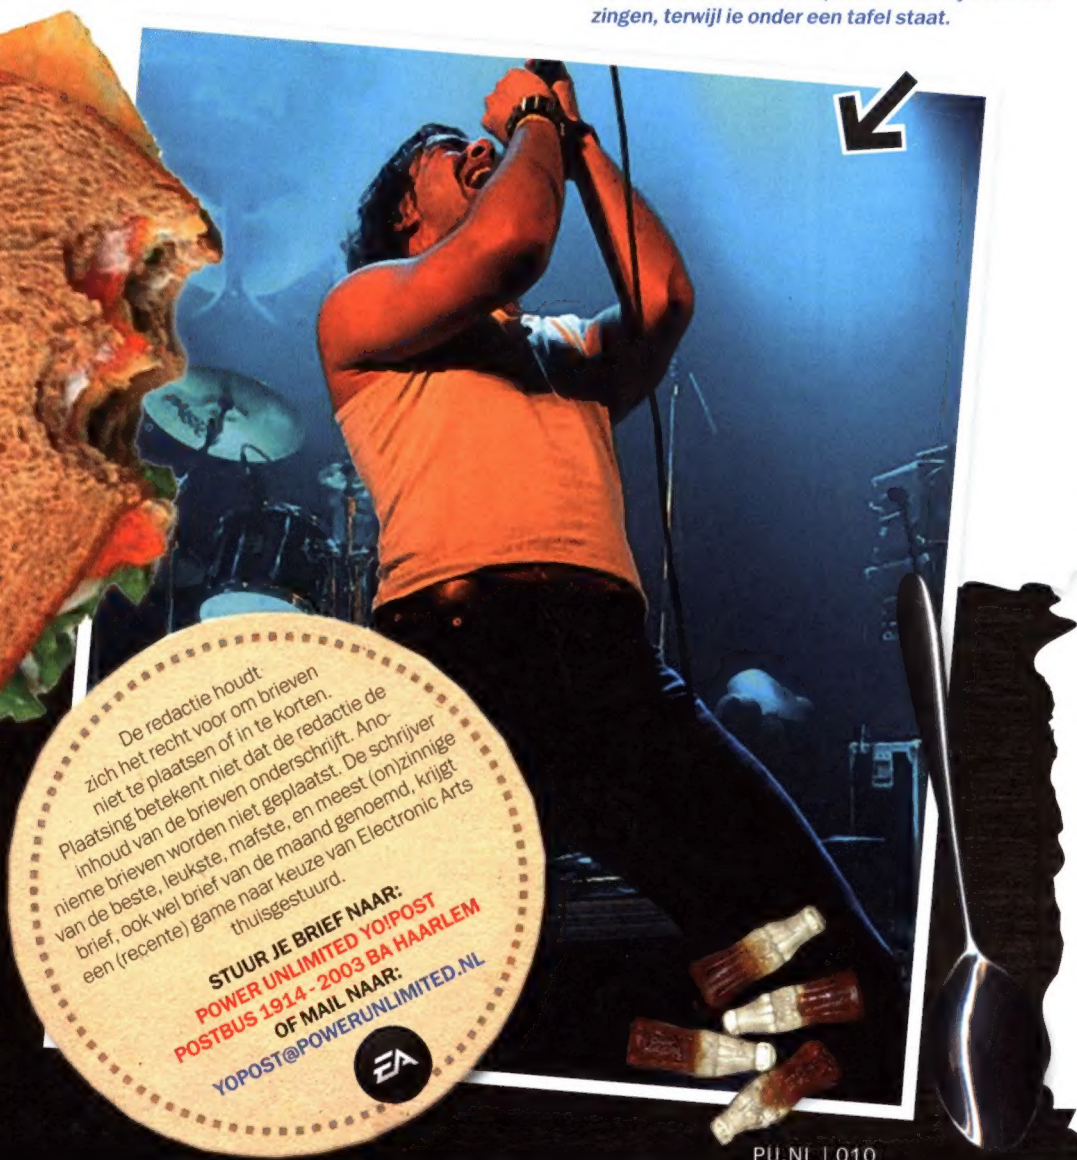 zingen, terwijl ie onder een tafel staat.
De redactie houdt
zich het recht voor om brieven
niet te plaatsen of in te korten.
Plaatsing betekent niet dat de redactie de
inhoud van de brieven onderschrijft. Ano-
nieme brieven worden niet geplaatst. De schrijver
van de beste, leukste, mafste, en meest (on)zinnige
brief, ook wel brief van de maand genoemd, krijgt
een (recente) game naar keuze van Electronic Arts
thuisgestuurd.
STUUR JE BRIEF NAAR:
POWER UNLIMITED YO!POST
POSTBUS 1914 - 2003 BA HAARLEM
OF MAIL NAAR:
YOPOST@POWERUNLIMITED.NL
EA
PU.NL | 010